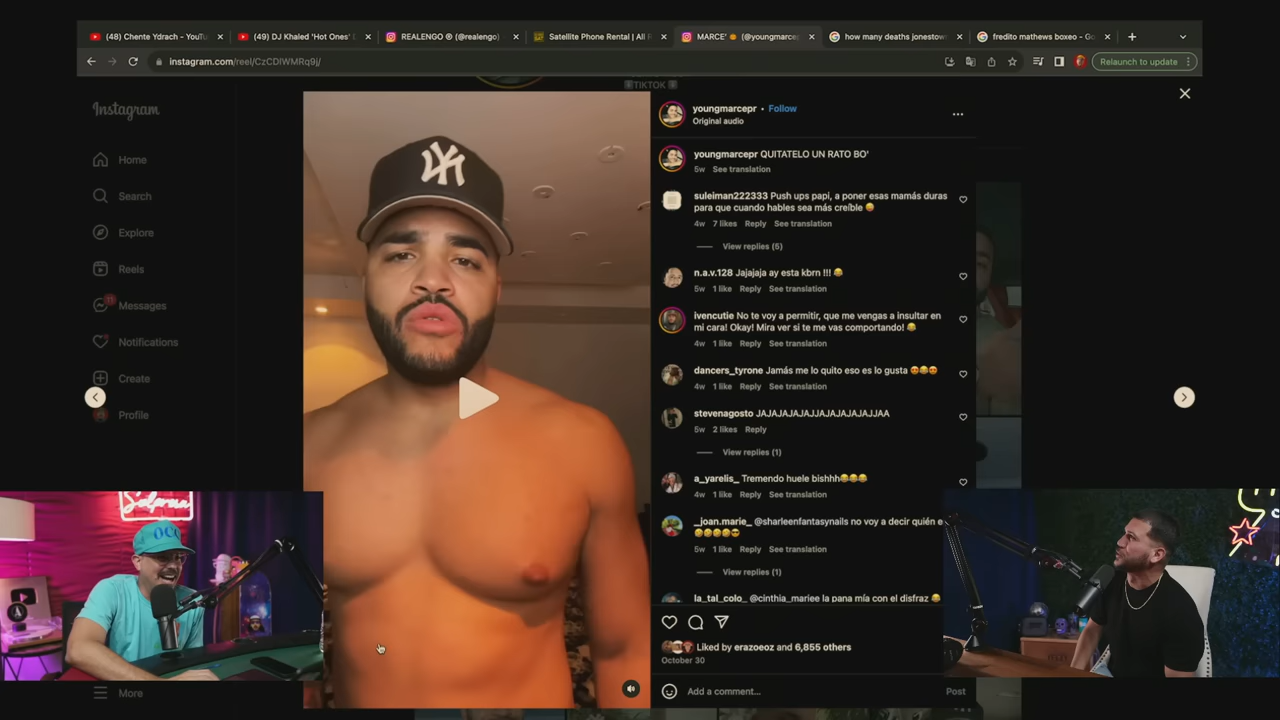 (48) Chente Ydrach - YouTu
(49) DJ Khaled 'Hot Ones'
REALENGO ® (@realengo)
Satellite Phone Rental | All R
MARCE' (@youngmarce
how many deaths jonestow
fredito mathews boxeo - Go
instagram.com/reel/CzCDIWMRq9j/
Relaunch to update
TIKTOK
Instagram
Home
Search
Explore
Reels
Messages
Notifications
Create
Profile
More
NY
youngmarcepr • Follow
Original audio
youngmarcepr QUITATELO UN RATO BO'
5w See translation
suleiman222333 Push ups papi, a poner esas mamás duras
para que cuando hables sea más creíble 😜
4w 7 likes Reply See translation
View replies (5)
n.a.v.128 Jajajaja ay esta kbrn !!! 😂
5w 1 like Reply See translation
ivencutie No te voy a permitir, que me vengas a insultar en
mi cara! Okay! Mira ver si te me vas comportando! 😂
4w 1 like Reply See translation
dancers_tyrone Jamás me lo quito eso es lo gusta 😍😂😍
4w 1 like Reply See translation
stevenagosto JAJAJAJAJAJJAJAJAJAJAJJAA
5w 2 likes Reply
View replies (1)
a_yarelis_ Tremendo huele bishhh😂😂😂
4w 1 like Reply See translation
_joan.marie_ @sharleenfantasynails no voy a decir quién e
🤣🤣🤣🤣😎
5w 1 like Reply See translation
View replies (1)
la_tal_colo_ @cinthia_mariee la pana mía con el disfraz 😂
Liked by erazoeoz and 6,855 others
October 30
Add a comment...
Post